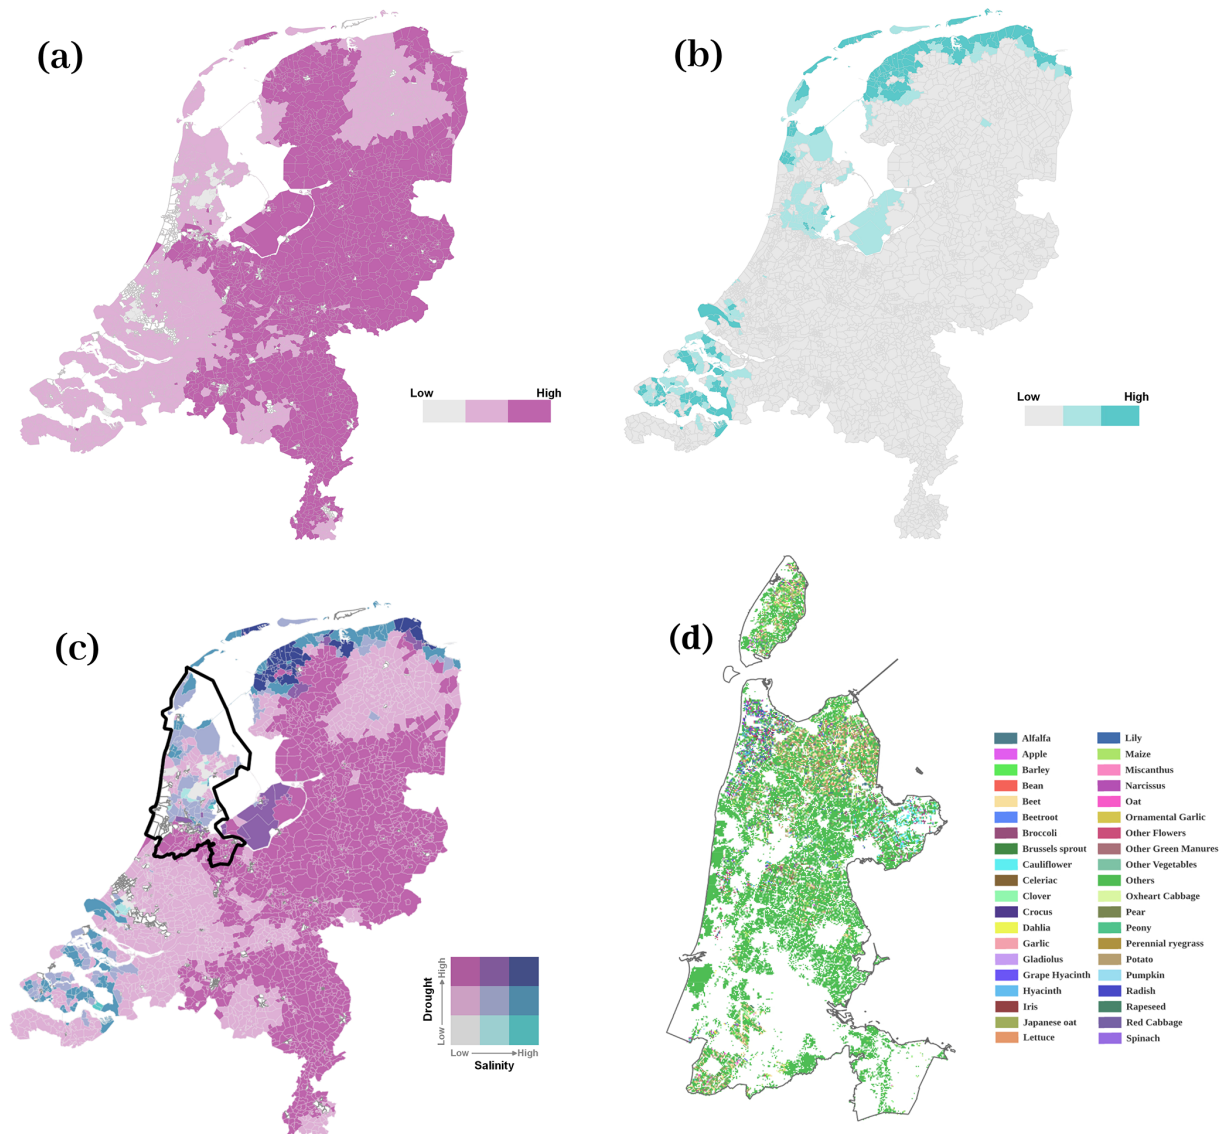 (a)
(b)
Low High
Low High
(c)
(d)
Drought
Low High
Low High
Salinity
Alfalfa
Apple
Barley
Bean
Beet
Beetroot
Broccoli
Brussels sprout
Cauliflower
Celeriac
Clover
Crocus
Dahlia
Garlic
Gladiolus
Grape Hyacinth
Hyacinth
Iris
Japanese oat
Lettuce
Lily
Maize
Miscanthus
Narcissus
Oat
Ornamental Garlic
Other Flowers
Other Green Manures
Other Vegetables
Others
Oxheart Cabbage
Pear
Peony
Perennial ryegrass
Potato
Pumpkin
Radish
Rapeseed
Red Cabbage
Spinach